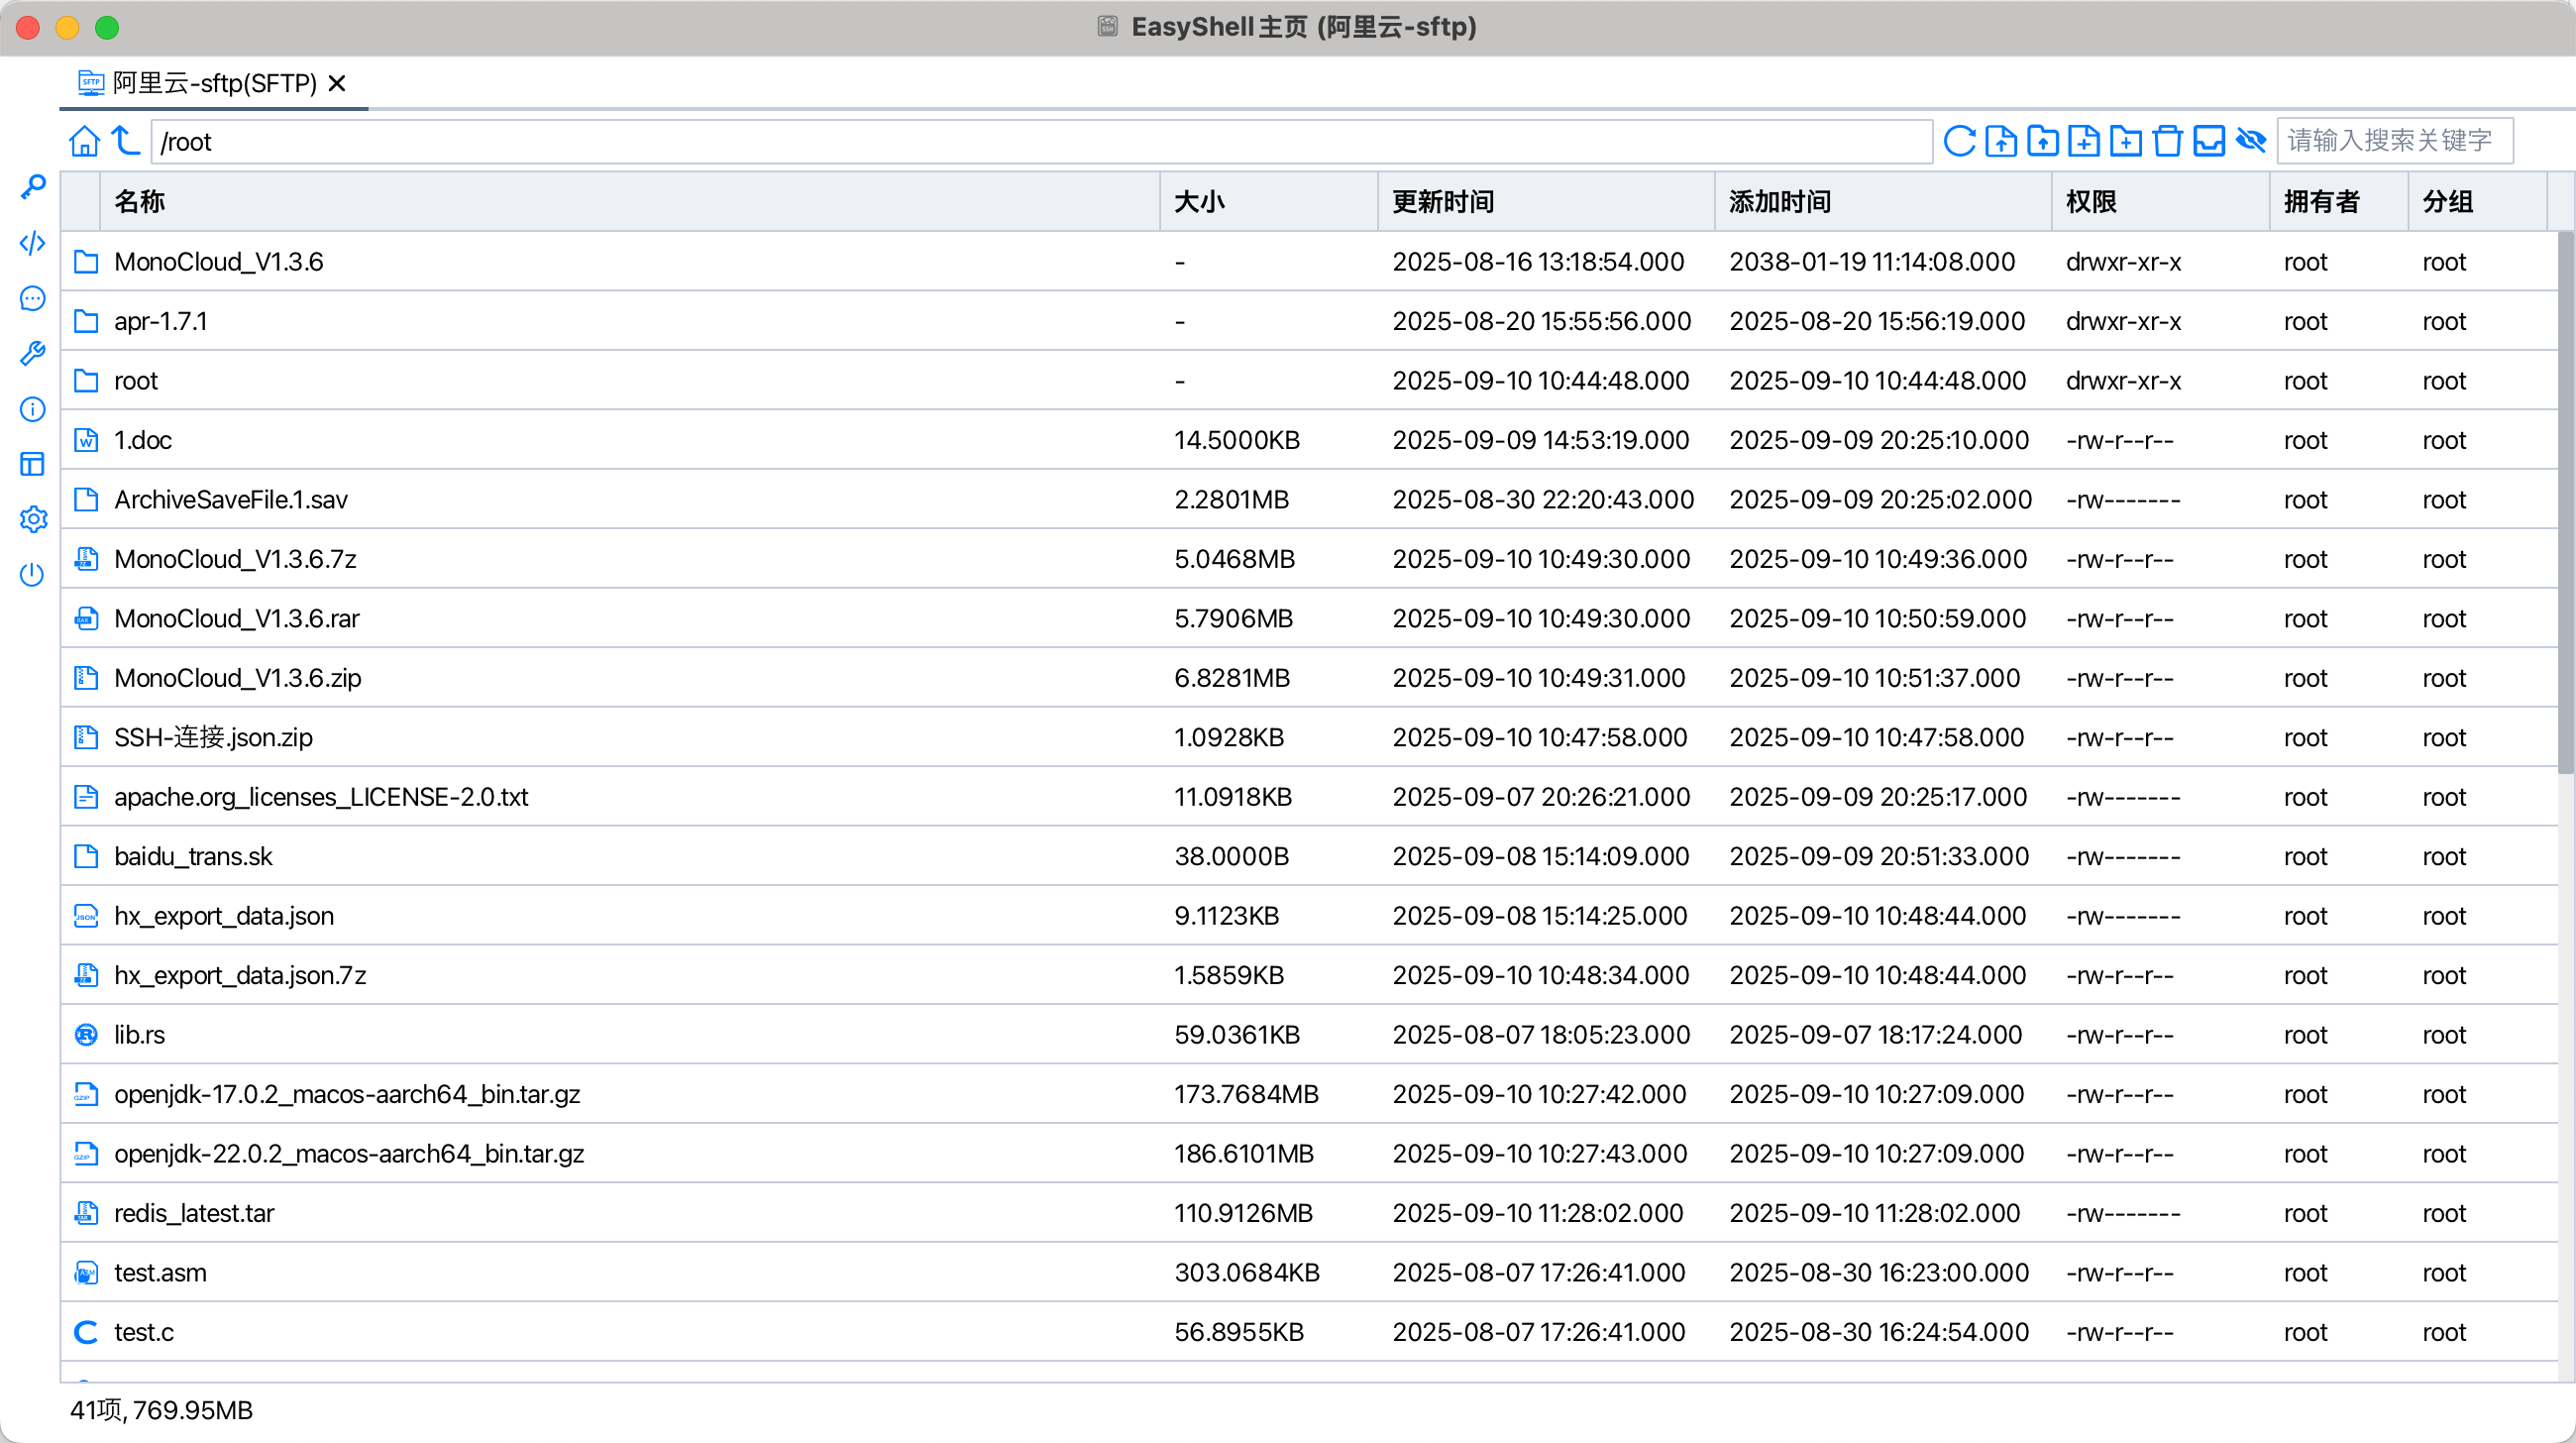 EasyShell主页 (阿里云-sftp)
阿里云-sftp(SFTP)
/root 请输入搜索关键字
名称 大小 更新时间 添加时间 权限 拥有者 分组
MonoCloud_V1.3.6 - 2025-08-16 13:18:54.000 2038-01-19 11:14:08.000 drwxr-xr-x root root
apr-1.7.1 - 2025-08-20 15:55:56.000 2025-08-20 15:56:19.000 drwxr-xr-x root root
root - 2025-09-10 10:44:48.000 2025-09-10 10:44:48.000 drwxr-xr-x root root
1.doc 14.5000KB 2025-09-09 14:53:19.000 2025-09-09 20:25:10.000 -rw-r--r-- root root
ArchiveSaveFile.1.sav 2.2801MB 2025-08-30 22:20:43.000 2025-09-09 20:25:02.000 -rw------- root root
MonoCloud_V1.3.6.7z 5.0468MB 2025-09-10 10:49:30.000 2025-09-10 10:49:36.000 -rw-r--r-- root root
MonoCloud_V1.3.6.rar 5.7906MB 2025-09-10 10:49:30.000 2025-09-10 10:50:59.000 -rw-r--r-- root root
MonoCloud_V1.3.6.zip 6.8281MB 2025-09-10 10:49:31.000 2025-09-10 10:51:37.000 -rw-r--r-- root root
SSH-连接.json.zip 1.0928KB 2025-09-10 10:47:58.000 2025-09-10 10:47:58.000 -rw-r--r-- root root
apache.org_licenses_LICENSE-2.0.txt 11.0918KB 2025-09-07 20:26:21.000 2025-09-09 20:25:17.000 -rw------- root root
baidu_trans.sk 38.0000B 2025-09-08 15:14:09.000 2025-09-09 20:51:33.000 -rw------- root root
hx_export_data.json 9.1123KB 2025-09-08 15:14:25.000 2025-09-10 10:48:44.000 -rw------- root root
hx_export_data.json.7z 1.5859KB 2025-09-10 10:48:34.000 2025-09-10 10:48:44.000 -rw-r--r-- root root
lib.rs 59.0361KB 2025-08-07 18:05:23.000 2025-09-07 18:17:24.000 -rw-r--r-- root root
openjdk-17.0.2_macos-aarch64_bin.tar.gz 173.7684MB 2025-09-10 10:27:42.000 2025-09-10 10:27:09.000 -rw-r--r-- root root
openjdk-22.0.2_macos-aarch64_bin.tar.gz 186.6101MB 2025-09-10 10:27:43.000 2025-09-10 10:27:09.000 -rw-r--r-- root root
redis_latest.tar 110.9126MB 2025-09-10 11:28:02.000 2025-09-10 11:28:02.000 -rw------- root root
test.asm 303.0684KB 2025-08-07 17:26:41.000 2025-08-30 16:23:00.000 -rw-r--r-- root root
test.c 56.8955KB 2025-08-07 17:26:41.000 2025-08-30 16:24:54.000 -rw-r--r-- root root
41项, 769.95MB